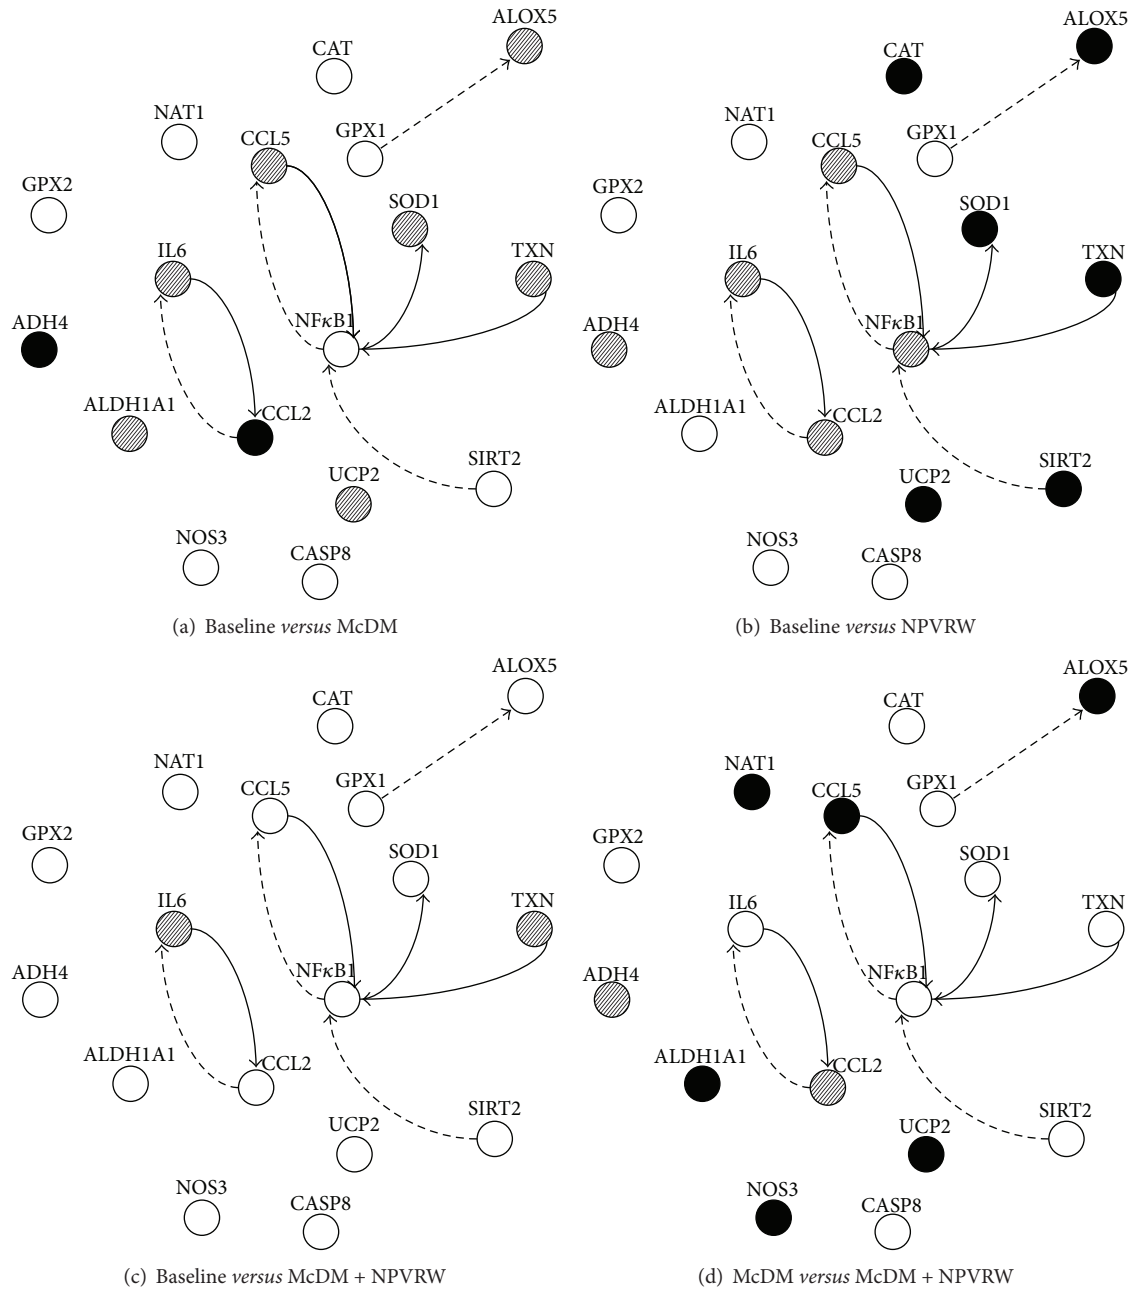 ALOX5
CAT
NAT1
CCL5
GPX1
GPX2
SOD1
IL6
TXN
ADH4
NFκB1
ALDH1A1
CCL2
UCP2
SIRT2
NOS3
CASP8
(a) Baseline versus McDM
ALOX5
CAT
NAT1
CCL5
GPX1
GPX2
SOD1
IL6
TXN
ADH4
NFκB1
ALDH1A1
CCL2
UCP2
SIRT2
NOS3
CASP8
(b) Baseline versus NPVRW
ALOX5
CAT
NAT1
CCL5
GPX1
GPX2
SOD1
IL6
TXN
ADH4
NFκB1
ALDH1A1
CCL2
UCP2
SIRT2
NOS3
CASP8
(c) Baseline versus McDM + NPVRW
ALOX5
CAT
NAT1
CCL5
GPX1
GPX2
SOD1
IL6
TXN
ADH4
NFκB1
ALDH1A1
CCL2
UCP2
SIRT2
NOS3
CASP8
(d) McDM versus McDM + NPVRW